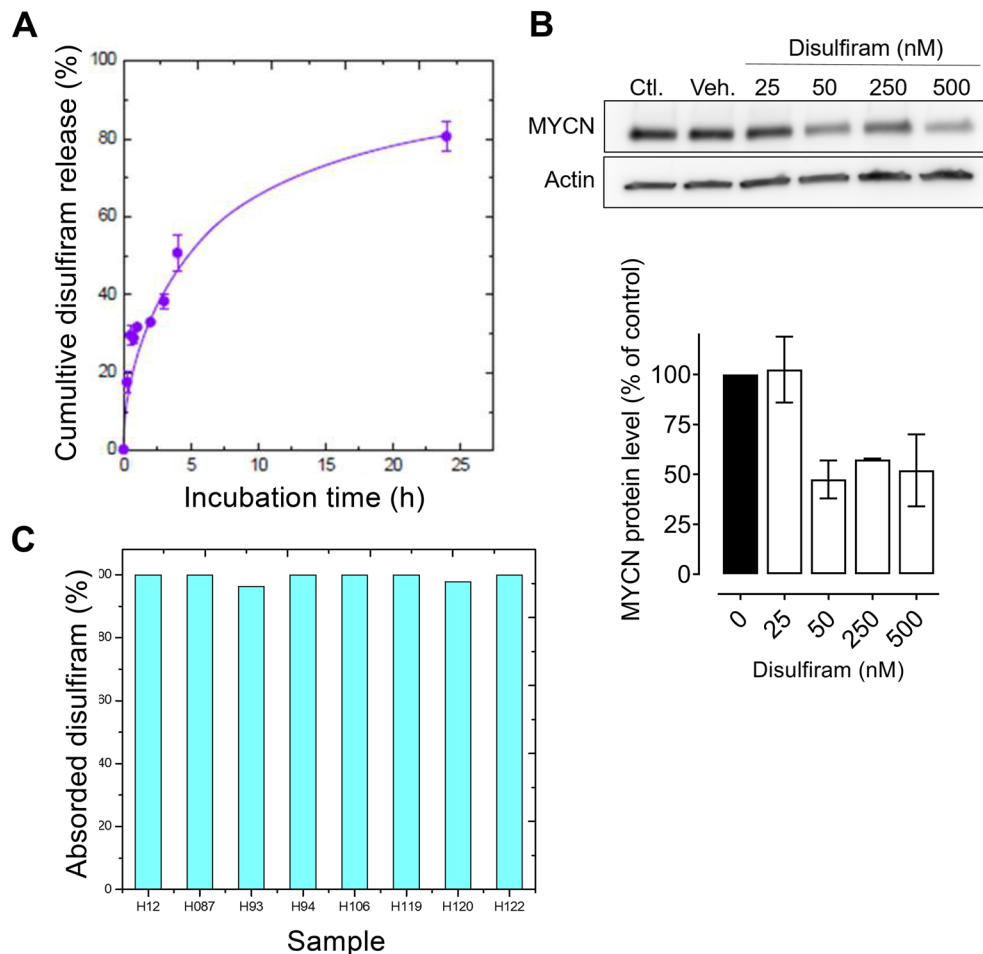 A
Cumultive disulfiram release (%)
100
80
60
40
20
0
0 5 10 15 20 25
Incubation time (h)
B
Disulfiram (nM)
Ctl. Veh. 25 50 250 500
MYCN
Actin
MYCN protein level (% of control)
100
75
50
25
0
0 25 50 250 500
Disulfiram (nM)
C
Absorded disulfiram (%)
00
80
60
40
20
0
H12 H087 H93 H94 H106 H119 H120 H122
Sample